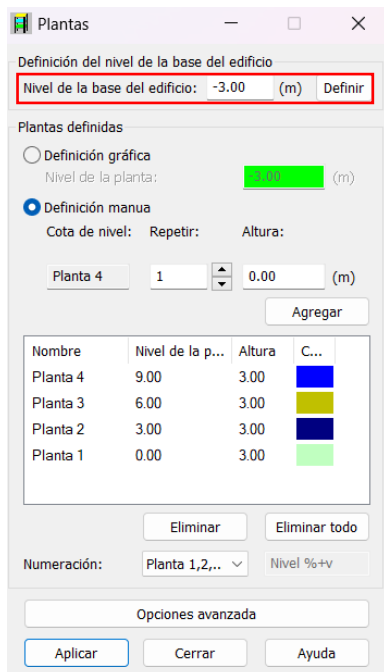 Plantas
Definición del nivel de la base del edificio
Nivel de la base del edificio: -3.00 (m) Definir
Plantas definidas
Definición gráfica
Nivel de la planta: -3.00 (m)
Definición manua
Cota de nivel: Repetir: Altura:
Planta 4 1 0.00 (m)
Agregar
Nombre Nivel de la p... Altura C...
Planta 4 9.00 3.00
Planta 3 6.00 3.00
Planta 2 3.00 3.00
Planta 1 0.00 3.00
Eliminar Eliminar todo
Numeración: Planta 1,2,.. Nivel %+v
Opciones avanzada
Aplicar Cerrar Ayuda